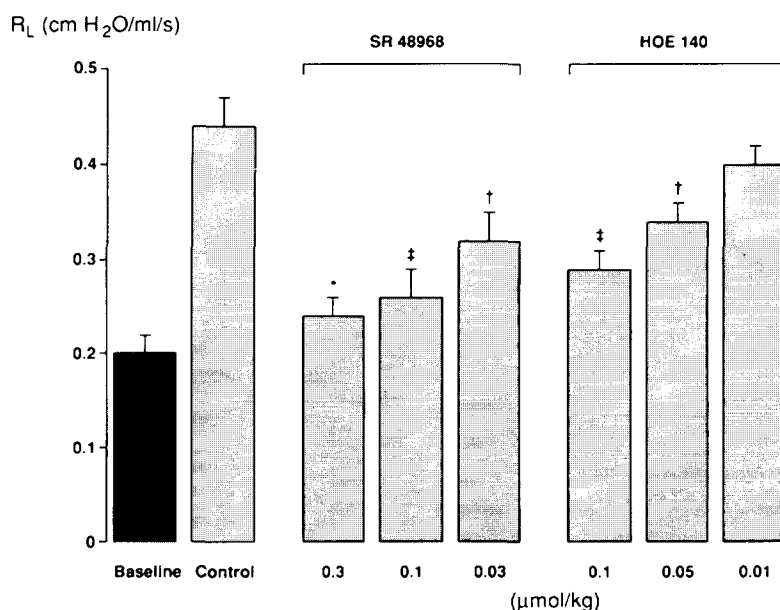 R_L (cm H₂O/ml/s)
SR 48968
HOE 140
0.5
0.4
0.3
0.2
0.1
0
*
‡
†
‡
†
Baseline Control 0.3 0.1 0.03 0.1 0.05 0.01
(μmol/kg)